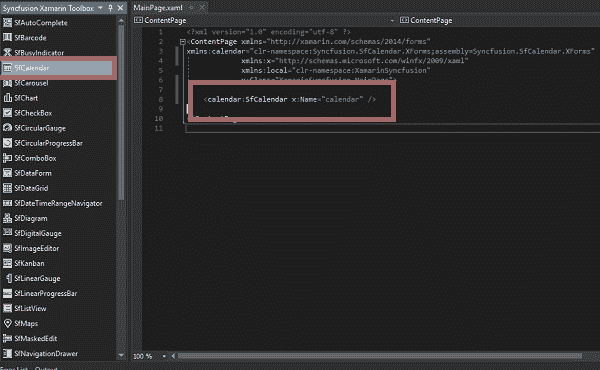 Syncfusion Xamarin Toolbox
SfAutoComplete
SfBarcode
SfBusyIndicator
SfCalendar
SfCarousel
SfChart
SfCheckBox
SfCircularGauge
SfCircularProgressBar
SfComboBox
SfDataForm
SfDataGrid
SfDateTimeRangeNavigator
SfDiagram
SfDigitalGauge
SfImageEditor
SfKanban
SfLinearGauge
SfLinearProgressBar
SfListView
SfMaps
SfMaskedEdit
SfNavigationDrawer
MainPage.xaml
ContentPage
ContentPage
1 <?xml version="1.0" encoding="utf-8" ?>
2 <ContentPage xmlns="http://xamarin.com/schemas/2014/forms"
3 xmlns:calendar="clr-namespace:Syncfusion.SfCalendar.XForms;assembly=Syncfusion.SfCalendar.XForms"
4 xmlns:x="http://schemas.microsoft.com/winfx/2009/xaml"
5 xmlns:local="clr-namespace:XamarinSyncfusion"
6
7
8 <calendar:SfCalendar x:Name="calendar" />
9
10
11
100 %
Error List
Output